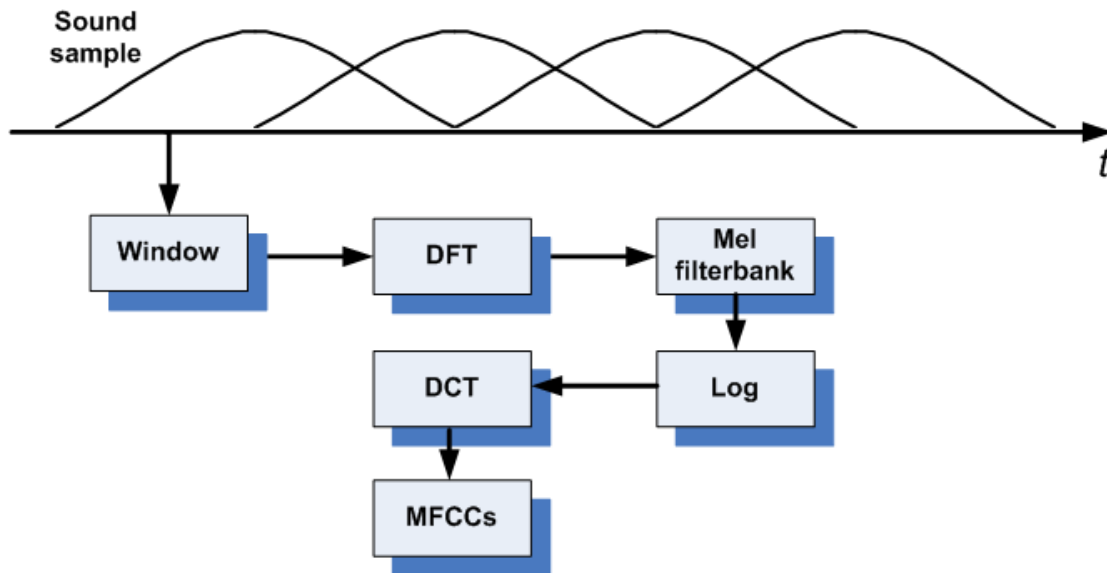 Sound
sample
t
Window
DFT
Mel
filterbank
DCT
Log
MFCCs